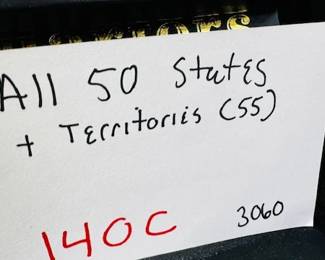 All 50 States
+ Territories (55)
140C
3060